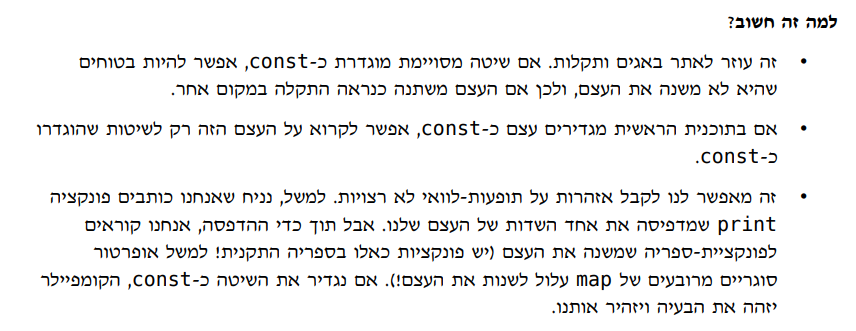 למה זה חשוב?
• זה עוזר לאתר באגים ותקלות. אם שיטה מסויימת מוגדרת כ-const, אפשר להיות בטוחים
שהיא לא משנה את העצם, ולכן אם העצם משתנה כנראה התקלה במקום אחר.
• אם בתוכנית הראשית מגדירים עצם כ-const, אפשר לקרוא על העצם הזה רק לשיטות שהוגדרו
כ-const.
• זה מאפשר לנו לקבל אזהרות על תופעות-לוואי לא רצויות. למשל, נניח שאנחנו כותבים פונקציה
print שמדפיסה את אחד השדות של העצם שלנו. אבל תוך כדי ההדפסה, אנחנו קוראים
לפונקציית-ספריה שמשנה את העצם (יש פונקציות כאלו בספריה התקנית! למשל אופרטור
סוגריים מרובעים של map עלול לשנות את העצם!). אם נגדיר את השיטה כ-const, הקומפיילר
יזהה את הבעיה ויזהיר אותנו.